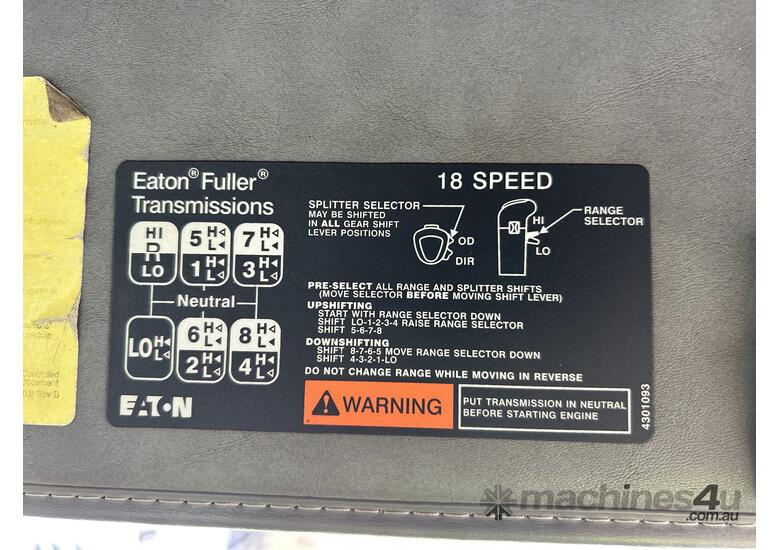 Eaton® Fuller®
Transmissions
18 SPEED
HI
R
LO
5 H L
1 H L
7 H L
3 H L
Neutral
LO H L
6 H L
2 H L
8 H L
4 H L
EATON
SPLITTER SELECTOR
MAY BE SHIFTED
IN ALL GEAR SHIFT
LEVER POSITIONS
OD
DIR
HI
LO
RANGE
SELECTOR
PRE-SELECT ALL RANGE AND SPLITTER SHIFTS
(MOVE SELECTOR BEFORE MOVING SHIFT LEVER)
UPSHIFTING
START WITH RANGE SELECTOR DOWN
SHIFT LO-1-2-3-4 RAISE RANGE SELECTOR
SHIFT 5-6-7-8
DOWNSHIFTING
SHIFT 8-7-6-5 MOVE RANGE SELECTOR DOWN
SHIFT 4-3-2-1-LO
DO NOT CHANGE RANGE WHILE MOVING IN REVERSE
WARNING
PUT TRANSMISSION IN NEUTRAL
BEFORE STARTING ENGINE
4301093
Controlled
Document
machines4u
.com.au